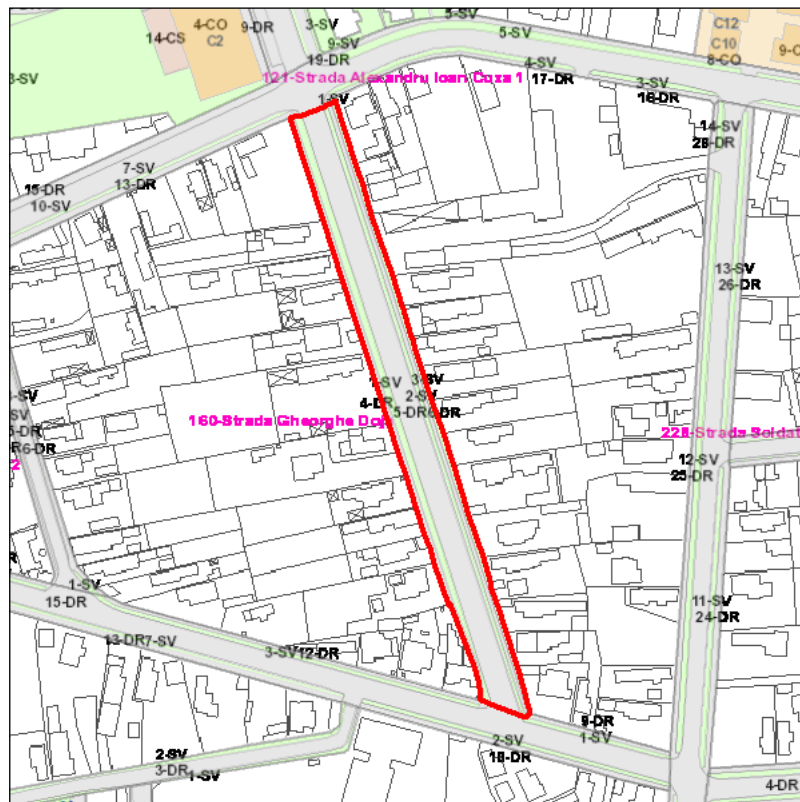 5-SV
4-CO
C2
9-DR
3-SV
14-CS
9-SV
19-DR
5-SV
C12
C10
8-CO
3-SV
121-Strada Alexandru Ioan Cuza 1
4-SV
17-DR
3-SV
16-DR
1-SV
14-SV
28-DR
7-SV
13-DR
15-DR
10-SV
13-SV
26-DR
3-SV
2-SV
4-DR
5-DR
160-Strada Gheorghe Doja
228-Strada Soldat
6-DR
2
12-SV
25-DR
1-SV
15-DR
11-SV
24-DR
13-DR
7-SV
3-SV
12-DR
9-DR
1-SV
2-SV
18-DR
2-SV
3-DR
1-SV
4-DR